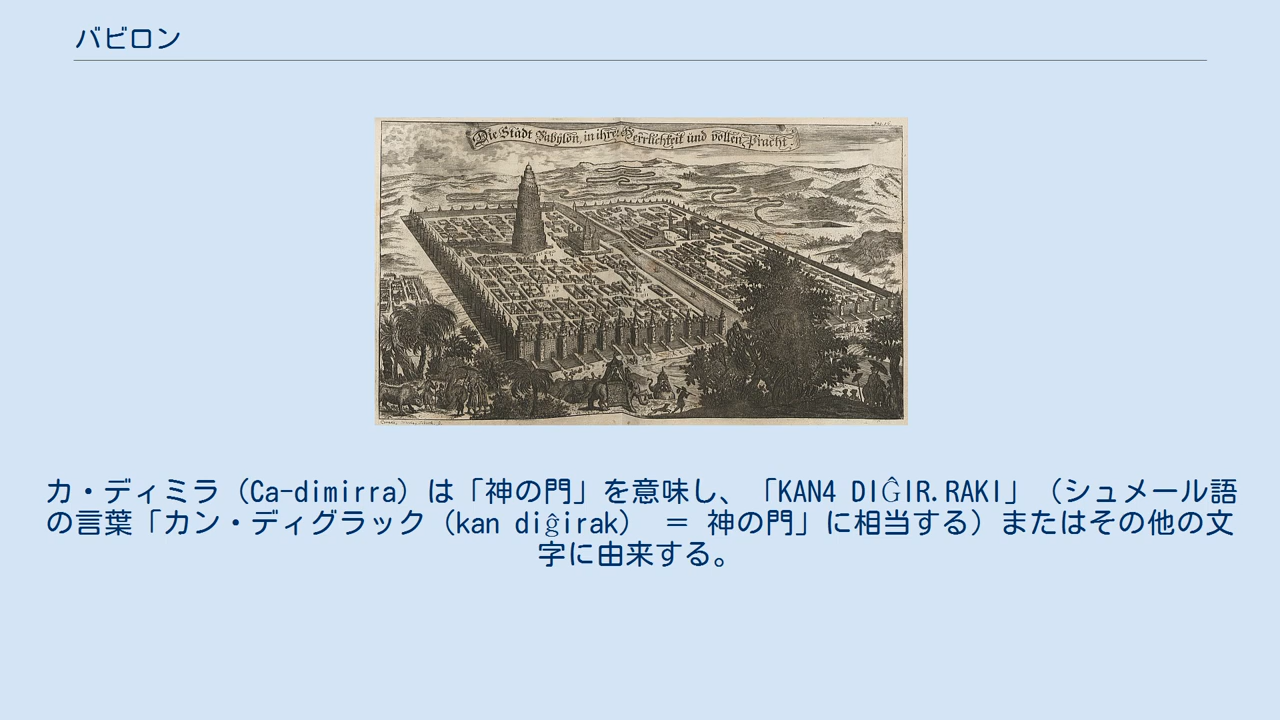 バビロン
Die Stadt Babylon, in ihrer Herrlichkeit und vollen Pracht.
カ・ディミラ（Ca-dimirra）は「神の門」を意味し、「KAN4 DIĜIR.RAKI」（シュメール語
の言葉「カン・ディグラック（kan diĝirak） ＝ 神の門」に相当する）またはその他の文
字に由来する。